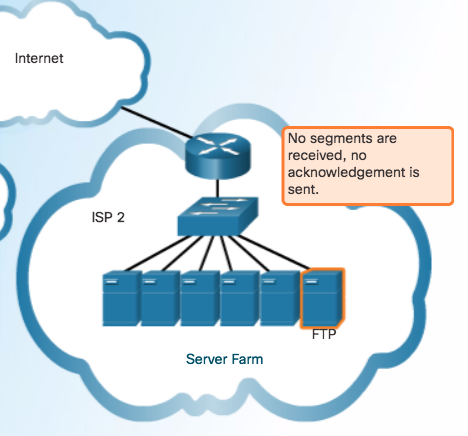 Internet
No segments are
received, no
acknowledgement is
sent.
ISP 2
FTP
Server Farm